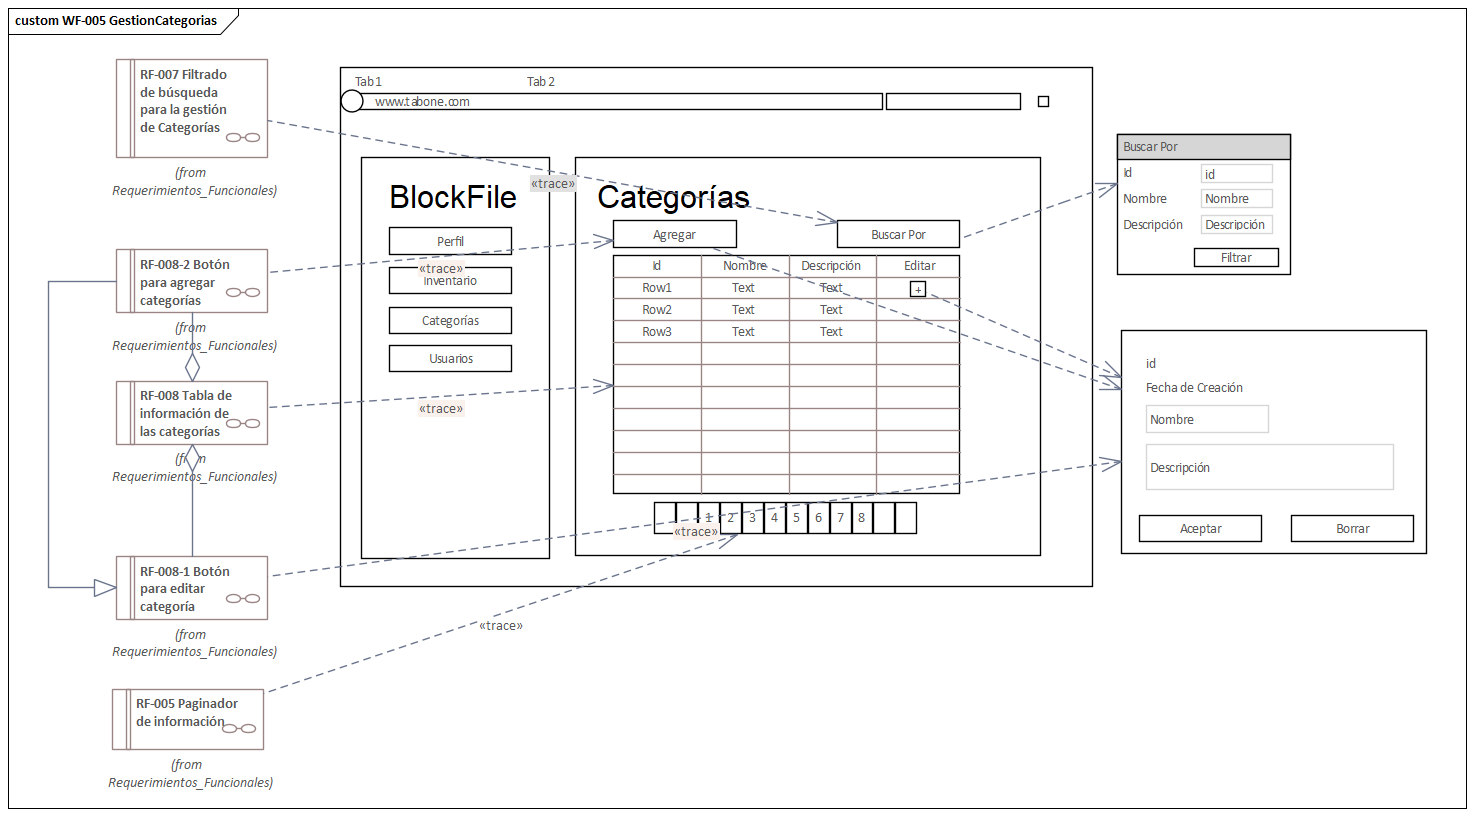 custom WF-005 GestionCategorias
RF-007 Filtrado
de búsqueda
para la gestión
de Categorías
(from
Requerimientos_Funcionales)
RF-008-2 Botón
para agregar
categorías
(from
Requerimientos_Funcionales)
RF-008 Tabla de
información de
las categorías
(from
Requerimientos_Funcionales)
RF-008-1 Botón
para editar
categoría
(from
Requerimientos_Funcionales)
RF-005 Paginador
de información
(from
Requerimientos_Funcionales)
«trace»
«trace»
«trace»
«trace»
«trace»
Tab1 Tab 2
www.tabone.com
BlockFile
Perfil
Inventario
Categorías
Usuarios
Categorías
Agregar Buscar Por
Id Nombre Descripción Editar
Row1 Text Text +
Row2 Text Text
Row3 Text Text
1 2 3 4 5 6 7 8
Buscar Por
Id id
Nombre Nombre
Descripción Descripción
Filtrar
id
Fecha de Creación
Nombre
Descripción
Aceptar Borrar